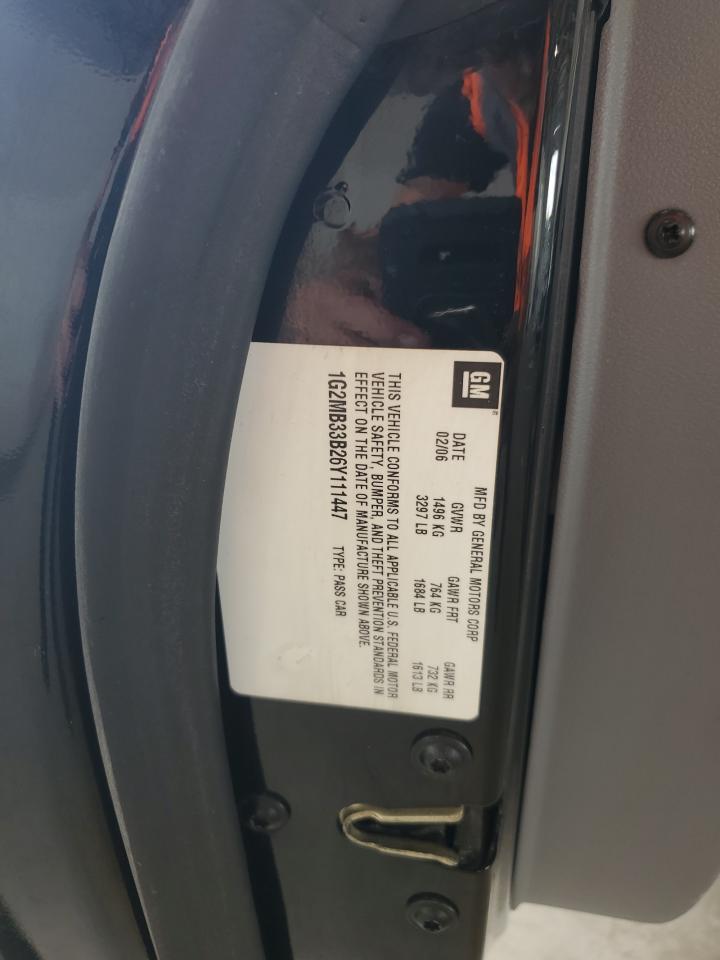 GM
MFD BY GENERAL MOTORS CORP
DATE GVWR GAWR FRT GAWR RR
02/06 1496 KG 764 KG 732 KG
3297 LB 1684 LB 1613 LB
THIS VEHICLE CONFORMS TO ALL APPLICABLE U.S. FEDERAL MOTOR
VEHICLE SAFETY, BUMPER, AND THEFT PREVENTION STANDARDS IN
EFFECT ON THE DATE OF MANUFACTURE SHOWN ABOVE.
1G2MB33B26Y111447 TYPE: PASS CAR